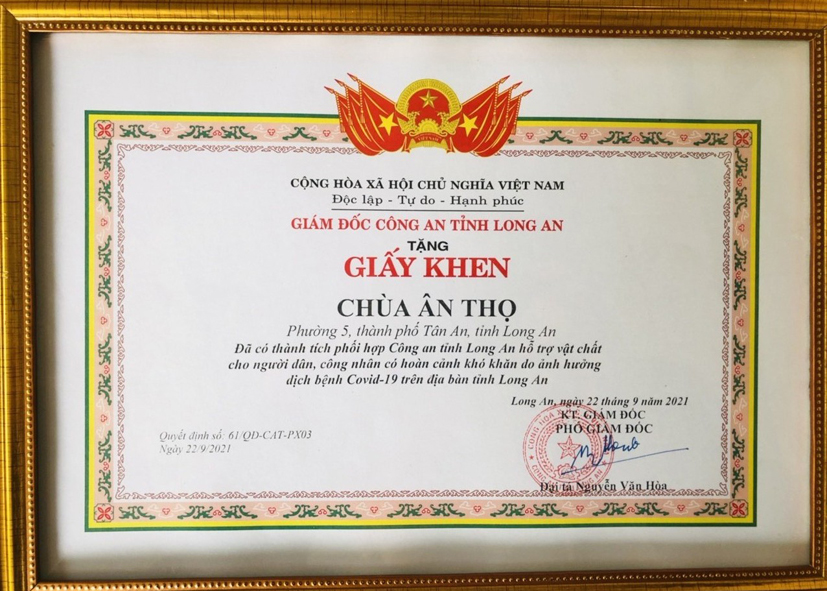 CỘNG HÒA XÃ HỘI CHỦ NGHĨA VIỆT NAM
Độc lập - Tự do - Hạnh phúc
GIÁM ĐỐC CÔNG AN TỈNH LONG AN
TẶNG
GIẤY KHEN
CHÙA ÂN THỌ
Phường 5, thành phố Tân An, tỉnh Long An
Đã có thành tích phối hợp Công an tỉnh Long An hỗ trợ vật chất
cho người dân, công nhân có hoàn cảnh khó khăn do ảnh hưởng
dịch bệnh Covid-19 trên địa bàn tỉnh Long An
Long An, ngày 22 tháng 9 năm 2021
KT. GIÁM ĐỐC
PHÓ GIÁM ĐỐC
Quyết định số: 61/QĐ-CAT-PX03
Ngày 22/9/2021
Đại tá Nguyễn Văn Hòa